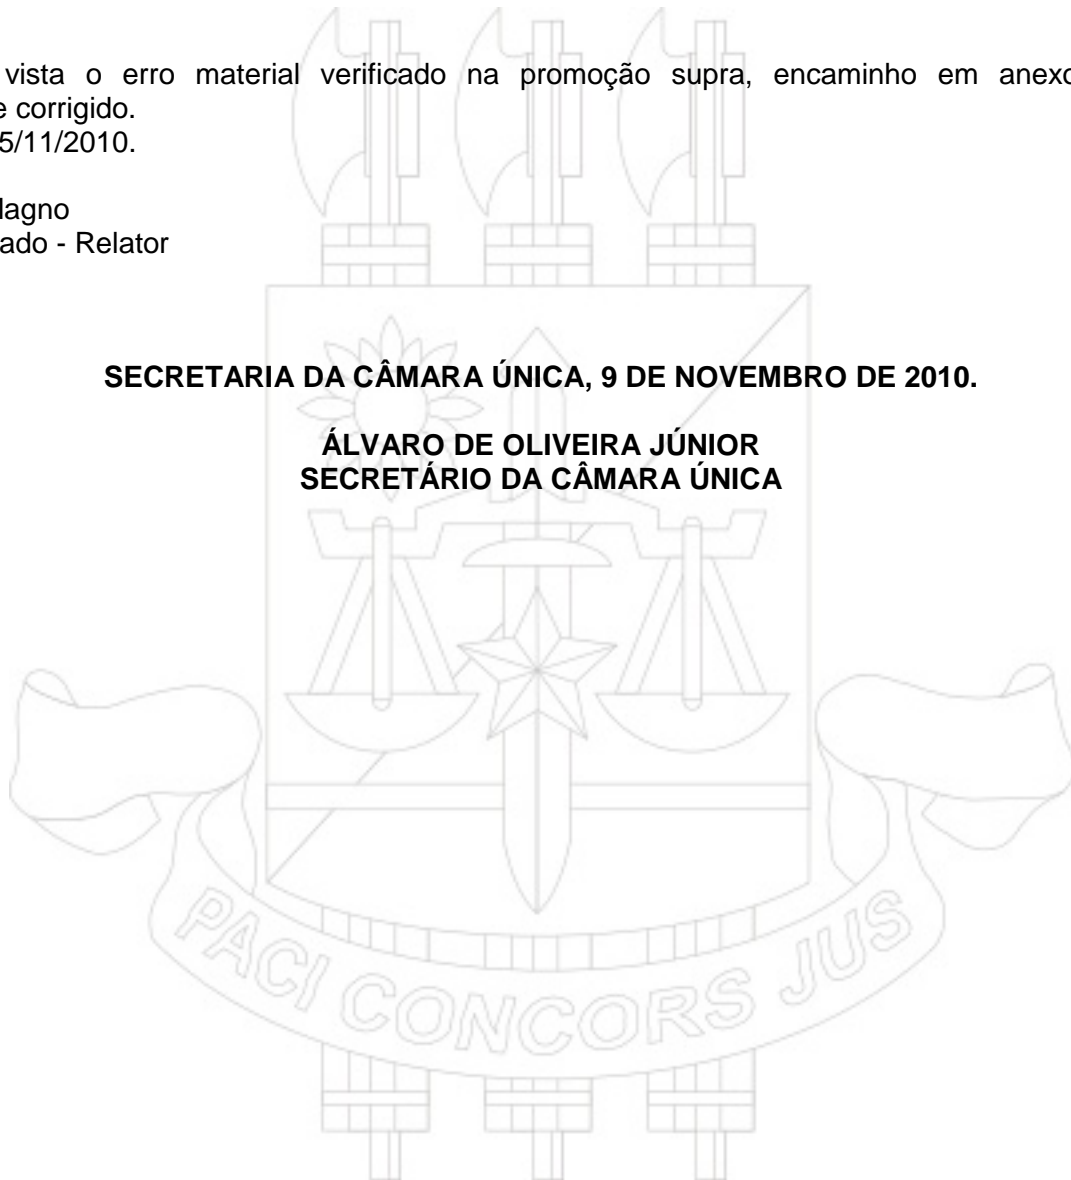 vista o erro material verificado na promoção supra, encaminho em anexo
e corrigido.
5/11/2010.
lagno
ado - Relator
SECRETARIA DA CÂMARA ÚNICA, 9 DE NOVEMBRO DE 2010.
ÁLVARO DE OLIVEIRA JÚNIOR
SECRETÁRIO DA CÂMARA ÚNICA
PACI CONCORS JUS